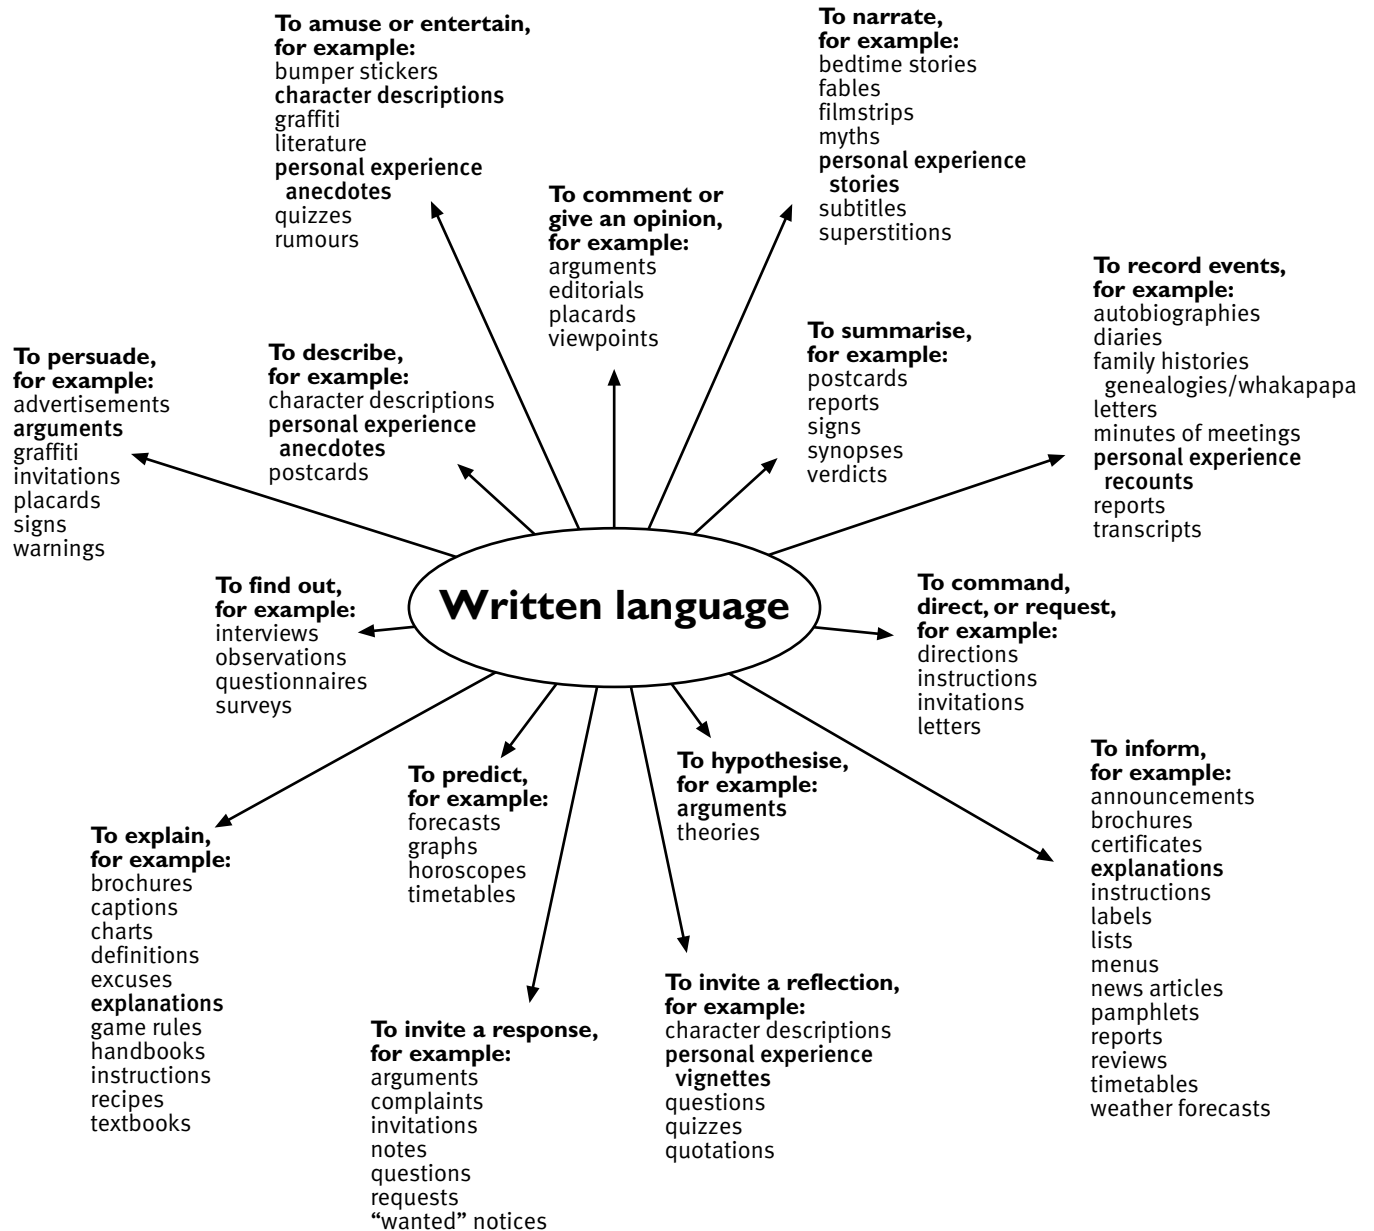 To amuse or entertain,
for example:
bumper stickers
character descriptions
graffiti
literature
personal experience
anecdotes
quizzes
rumours
To narrate,
for example:
bedtime stories
fables
filmstrips
myths
personal experience
stories
subtitles
superstitions
To comment or
give an opinion,
for example:
arguments
editorials
placards
viewpoints
To record events,
for example:
autobiographies
diaries
family histories
genealogies/whakapapa
letters
minutes of meetings
personal experience
recounts
reports
transcripts
To summarise,
for example:
postcards
reports
signs
synopses
verdicts
To describe,
for example:
character descriptions
personal experience
anecdotes
postcards
To persuade,
for example:
advertisements
arguments
graffiti
invitations
placards
signs
warnings
Written language
To find out,
for example:
interviews
observations
questionnaires
surveys
To command,
direct, or request,
for example:
directions
instructions
invitations
letters
To inform,
for example:
announcements
brochures
certificates
explanations
instructions
labels
lists
menus
news articles
pamphlets
reports
reviews
timetables
weather forecasts
To hypothesise,
for example:
arguments
theories
To predict,
for example:
forecasts
graphs
horoscopes
timetables
To explain,
for example:
brochures
captions
charts
definitions
excuses
explanations
game rules
handbooks
instructions
recipes
textbooks
To invite a response,
for example:
arguments
complaints
invitations
notes
questions
requests
“wanted” notices
To invite a reflection,
for example:
character descriptions
personal experience
vignettes
questions
quizzes
quotations